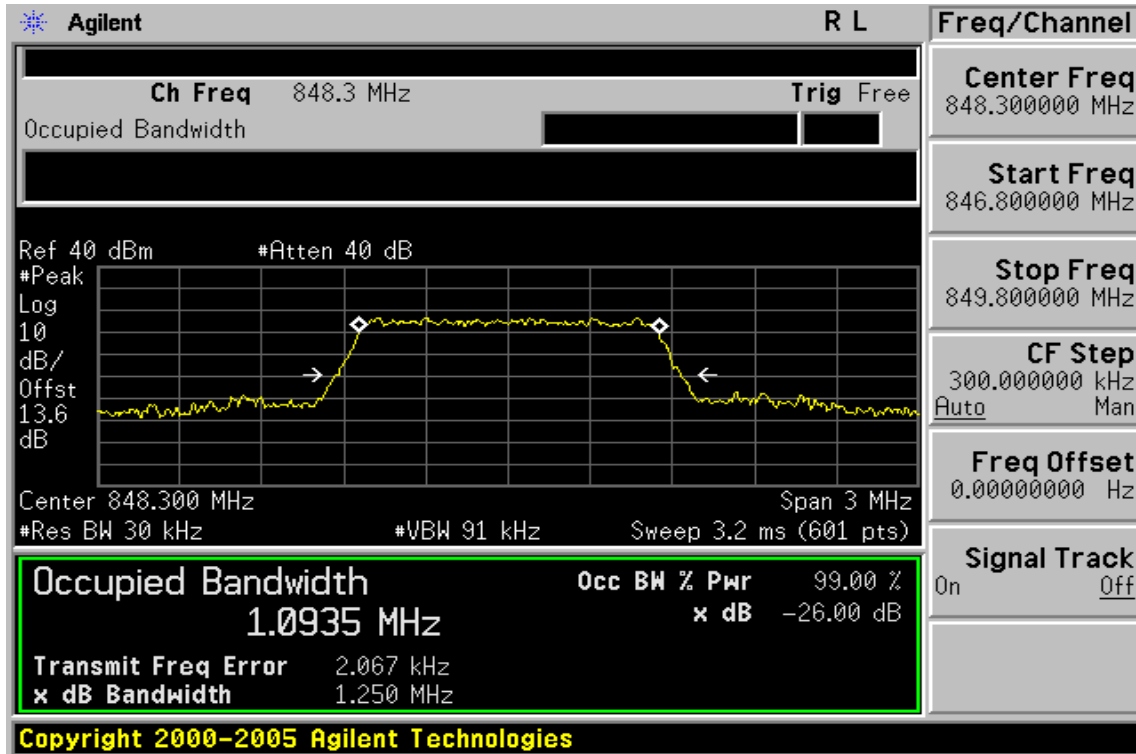 Agilent R L
Ch Freq 848.3 MHz Trig Free
Occupied Bandwidth
Ref 40 dBm #Atten 40 dB
#Peak
Log
10
dB/
Offst
13.6
dB
Center 848.300 MHz Span 3 MHz
#Res BW 30 kHz #VBW 91 kHz Sweep 3.2 ms (601 pts)
Occupied Bandwidth Occ BW % Pwr 99.00 %
1.0935 MHz x dB -26.00 dB
Transmit Freq Error 2.067 kHz
x dB Bandwidth 1.250 MHz
Copyright 2000-2005 Agilent Technologies
Freq/Channel
Center Freq
848.300000 MHz
Start Freq
846.800000 MHz
Stop Freq
849.800000 MHz
CF Step
300.000000 kHz
Auto Man
Freq Offset
0.00000000 Hz
Signal Track
On Off